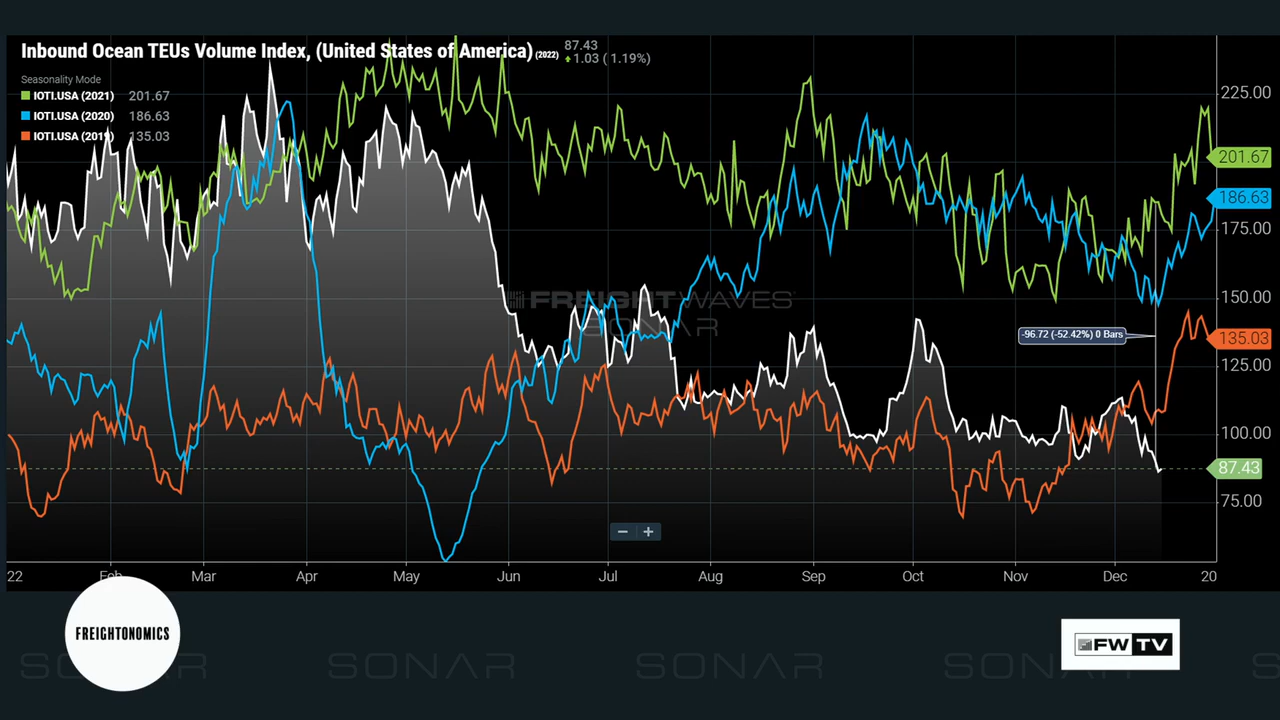 Inbound Ocean TEUs Volume Index, (United States of America) (2022) 87.43
1.03 (1.19%)
Seasonality Mode
IOTI.USA (2021) 201.67
IOTI.USA (2020) 186.63
IOTI.USA (2019) 135.03
225.00
201.67
186.63
175.00
150.00
FREIGHTWAVES
SONAR
-96.72 (-52.42%) 0 Bars
135.03
125.00
100.00
87.43
75.00
− +
22 Feb Mar Apr May Jun Jul Aug Sep Oct Nov Dec 20
FREIGHTONOMICS
FW TV
SONAR SONAR SONAR SONAR